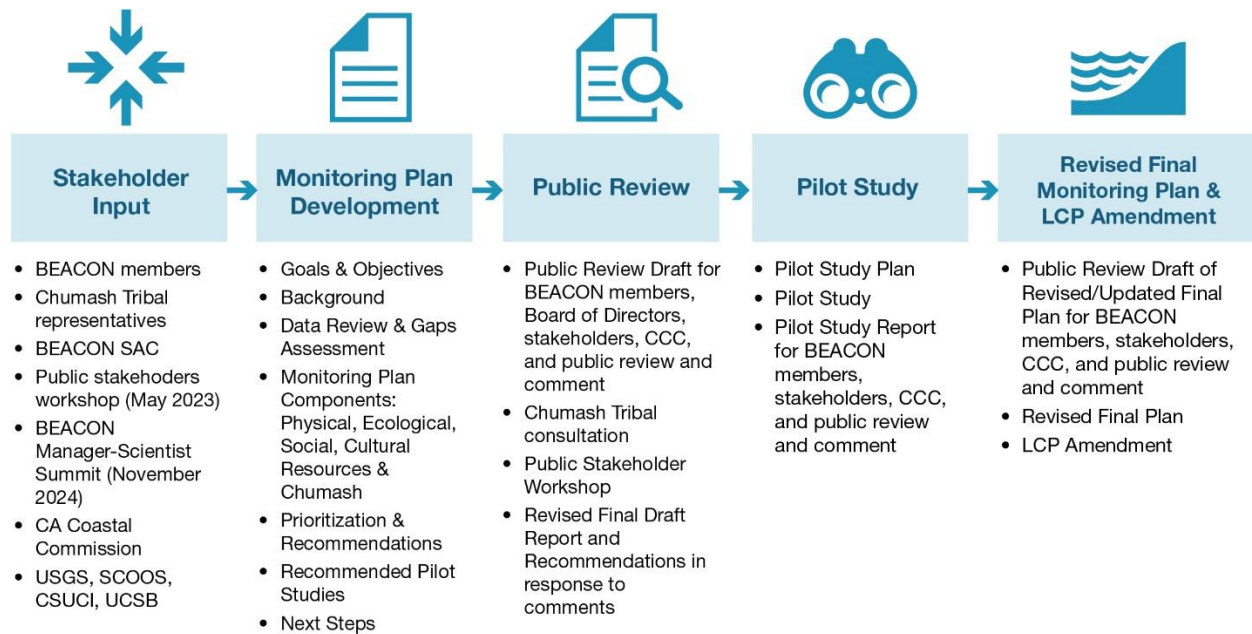 Stakeholder
Input
• BEACON members
• Chumash Tribal
representatives
• BEACON SAC
• Public stakehoders
workshop (May 2023)
• BEACON
Manager-Scientist
Summit (November
2024)
• CA Coastal
Commission
• USGS, SCOOS,
CSUCI, UCSB
Monitoring Plan
Development
• Goals & Objectives
• Background
• Data Review & Gaps
Assessment
• Monitoring Plan
Components:
Physical, Ecological,
Social, Cultural
Resources &
Chumash
• Prioritization &
Recommendations
• Recommended Pilot
Studies
• Next Steps
Public Review
• Public Review Draft for
BEACON members,
Board of Directors,
stakeholders, CCC,
and public review and
comment
• Chumash Tribal
consultation
• Public Stakeholder
Workshop
• Revised Final Draft
Report and
Recommendations in
response to
comments
Pilot Study
• Pilot Study Plan
• Pilot Study
• Pilot Study Report
for BEACON
members,
stakeholders, CCC,
and public review
and comment
Revised Final
Monitoring Plan &
LCP Amendment
• Public Review Draft of
Revised/Updated Final
Plan for BEACON
members, stakeholders,
CCC, and public review
and comment
• Revised Final Plan
• LCP Amendment